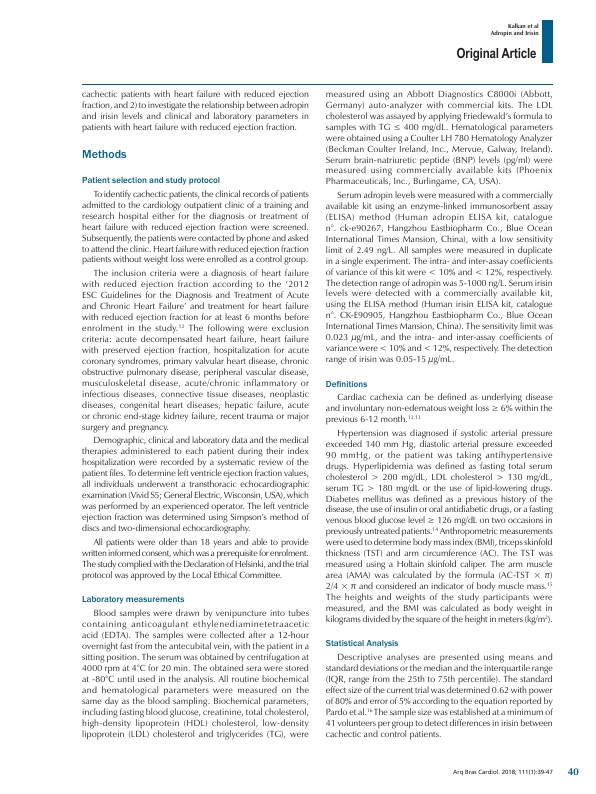 Kalkan et al
Adropin and Irisin
Original Article
cachectic patients with heart failure with reduced ejection
fraction, and 2) to investigate the relationship between adropin
and irisin levels and clinical and laboratory parameters in
patients with heart failure with reduced ejection fraction.
Methods
Patient selection and study protocol
To identify cachectic patients, the clinical records of patients
admitted to the cardiology outpatient clinic of a training and
research hospital either for the diagnosis or treatment of
heart failure with reduced ejection fraction were screened.
Subsequently, the patients were contacted by phone and asked
to attend the clinic. Heart failure with reduced ejection fraction
patients without weight loss were enrolled as a control group.
The inclusion criteria were a diagnosis of heart failure
with reduced ejection fraction according to the ‘2012
ESC Guidelines for the Diagnosis and Treatment of Acute
and Chronic Heart Failure’ and treatment for heart failure
with reduced ejection fraction for at least 6 months before
enrolment in the study.12 The following were exclusion
criteria: acute decompensated heart failure, heart failure
with preserved ejection fraction, hospitalization for acute
coronary syndromes, primary valvular heart disease, chronic
obstructive pulmonary disease, peripheral vascular disease,
musculoskeletal disease, acute/chronic inflammatory or
infectious diseases, connective tissue diseases, neoplastic
diseases, congenital heart diseases, hepatic failure, acute
or chronic end-stage kidney failure, recent trauma or major
surgery and pregnancy.
Demographic, clinical and laboratory data and the medical
therapies administered to each patient during their index
hospitalization were recorded by a systematic review of the
patient files. To determine left ventricle ejection fraction values,
all individuals underwent a transthoracic echocardiographic
examination (Vivid S5; General Electric, Wisconsin, USA), which
was performed by an experienced operator. The left ventricle
ejection fraction was determined using Simpson’s method of
discs and two-dimensional echocardiography.
All patients were older than 18 years and able to provide
written informed consent, which was a prerequisite for enrolment.
The study complied with the Declaration of Helsinki, and the trial
protocol was approved by the Local Ethical Committee.
Laboratory measurements
Blood samples were drawn by venipuncture into tubes
containing anticoagulant ethylenediaminetetraacetic
acid (EDTA). The samples were collected after a 12-hour
overnight fast from the antecubital vein, with the patient in a
sitting position. The serum was obtained by centrifugation at
4000 rpm at 4°C for 20 min. The obtained sera were stored
at -80°C until used in the analysis. All routine biochemical
and hematological parameters were measured on the
same day as the blood sampling. Biochemical parameters,
including fasting blood glucose, creatinine, total cholesterol,
high-density lipoprotein (HDL) cholesterol, low-density
lipoprotein (LDL) cholesterol and triglycerides (TG), were
measured using an Abbott Diagnostics C8000i (Abbott,
Germany) auto-analyzer with commercial kits. The LDL
cholesterol was assayed by applying Friedewald’s formula to
samples with TG ≤ 400 mg/dL. Hematological parameters
were obtained using a Coulter LH 780 Hematology Analyzer
(Beckman Coulter Ireland, Inc., Mervue, Galway, Ireland).
Serum brain-natriuretic peptide (BNP) levels (pg/ml) were
measured using commercially available kits (Phoenix
Pharmaceuticals, Inc., Burlingame, CA, USA).
Serum adropin levels were measured with a commercially
available kit using an enzyme-linked immunosorbent assay
(ELISA) method (Human adropin ELISA kit, catalogue
n°. ck-e90267, Hangzhou Eastbiopharm Co., Blue Ocean
International Times Mansion, China), with a low sensitivity
limit of 2.49 ng/L. All samples were measured in duplicate
in a single experiment. The intra- and inter-assay coefficients
of variance of this kit were < 10% and < 12%, respectively.
The detection range of adropin was 5-1000 ng/L. Serum irisin
levels were detected with a commercially available kit,
using the ELISA method (Human irisin ELISA kit, catalogue
n°. CK-E90905, Hangzhou Eastbiopharm Co., Blue Ocean
International Times Mansion, China). The sensitivity limit was
0.023 µg/mL, and the intra- and inter-assay coefficients of
variance were < 10% and < 12%, respectively. The detection
range of irisin was 0.05-15 µg/mL.
Definitions
Cardiac cachexia can be defined as underlying disease
and involuntary non-edematous weight loss ≥ 6% within the
previous 6-12 month.12,13
Hypertension was diagnosed if systolic arterial pressure
exceeded 140 mm Hg, diastolic arterial pressure exceeded
90 mmHg, or the patient was taking antihypertensive
drugs. Hyperlipidemia was defined as fasting total serum
cholesterol > 200 mg/dL, LDL cholesterol > 130 mg/dL,
serum TG > 180 mg/dL or the use of lipid-lowering drugs.
Diabetes mellitus was defined as a previous history of the
disease, the use of insulin or oral antidiabetic drugs, or a fasting
venous blood glucose level ≥ 126 mg/dL on two occasions in
previously untreated patients.14 Anthropometric measurements
were used to determine body mass index (BMI), triceps skinfold
thickness (TST) and arm circumference (AC). The TST was
measured using a Holtain skinfold caliper. The arm muscle
area (AMA) was calculated by the formula (AC-TST × π)
2/4 × π and considered an indicator of body muscle mass.15
The heights and weights of the study participants were
measured, and the BMI was calculated as body weight in
kilograms divided by the square of the height in meters (kg/m2).
Statistical Analysis
Descriptive analyses are presented using means and
standard deviations or the median and the interquartile range
(IQR, range from the 25th to 75th percentile). The standard
effect size of the current trial was determined 0.62 with power
of 80% and error of 5% according to the equation reported by
Pardo et al.16 The sample size was established at a minimum of
41 volunteers per group to detect differences in irisin between
cachectic and control patients.
Arq Bras Cardiol. 2018; 111(1):39-47
40